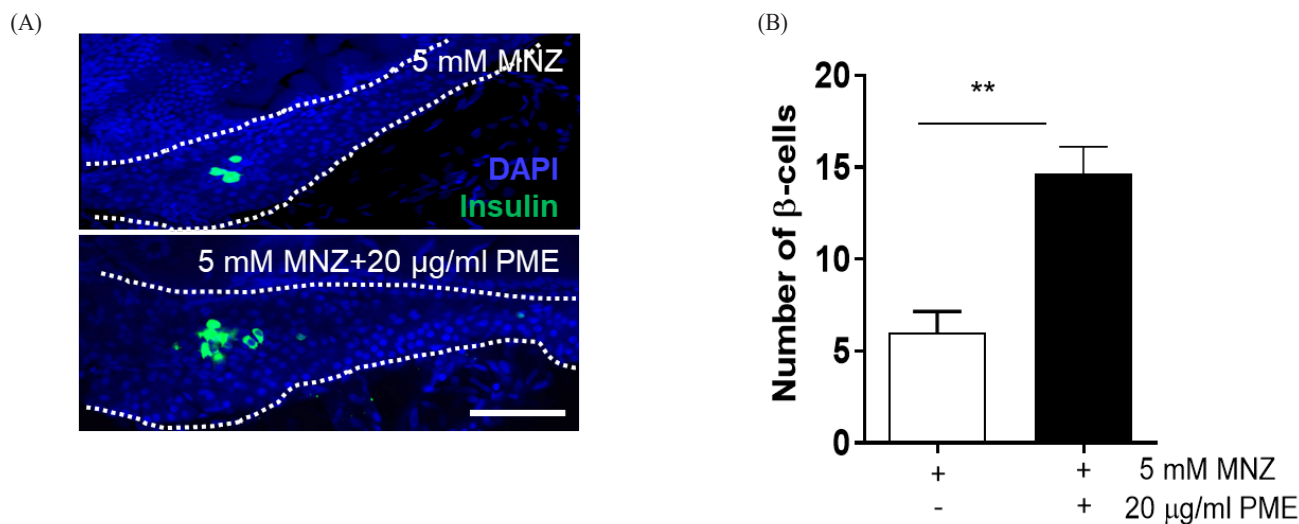 (A)
5 mM MNZ
DAPI
Insulin
5 mM MNZ+20 µg/ml PME
(B)
Number of β-cells
20
15
10
5
0
**
+ + 5 mM MNZ
- + 20 µg/ml PME